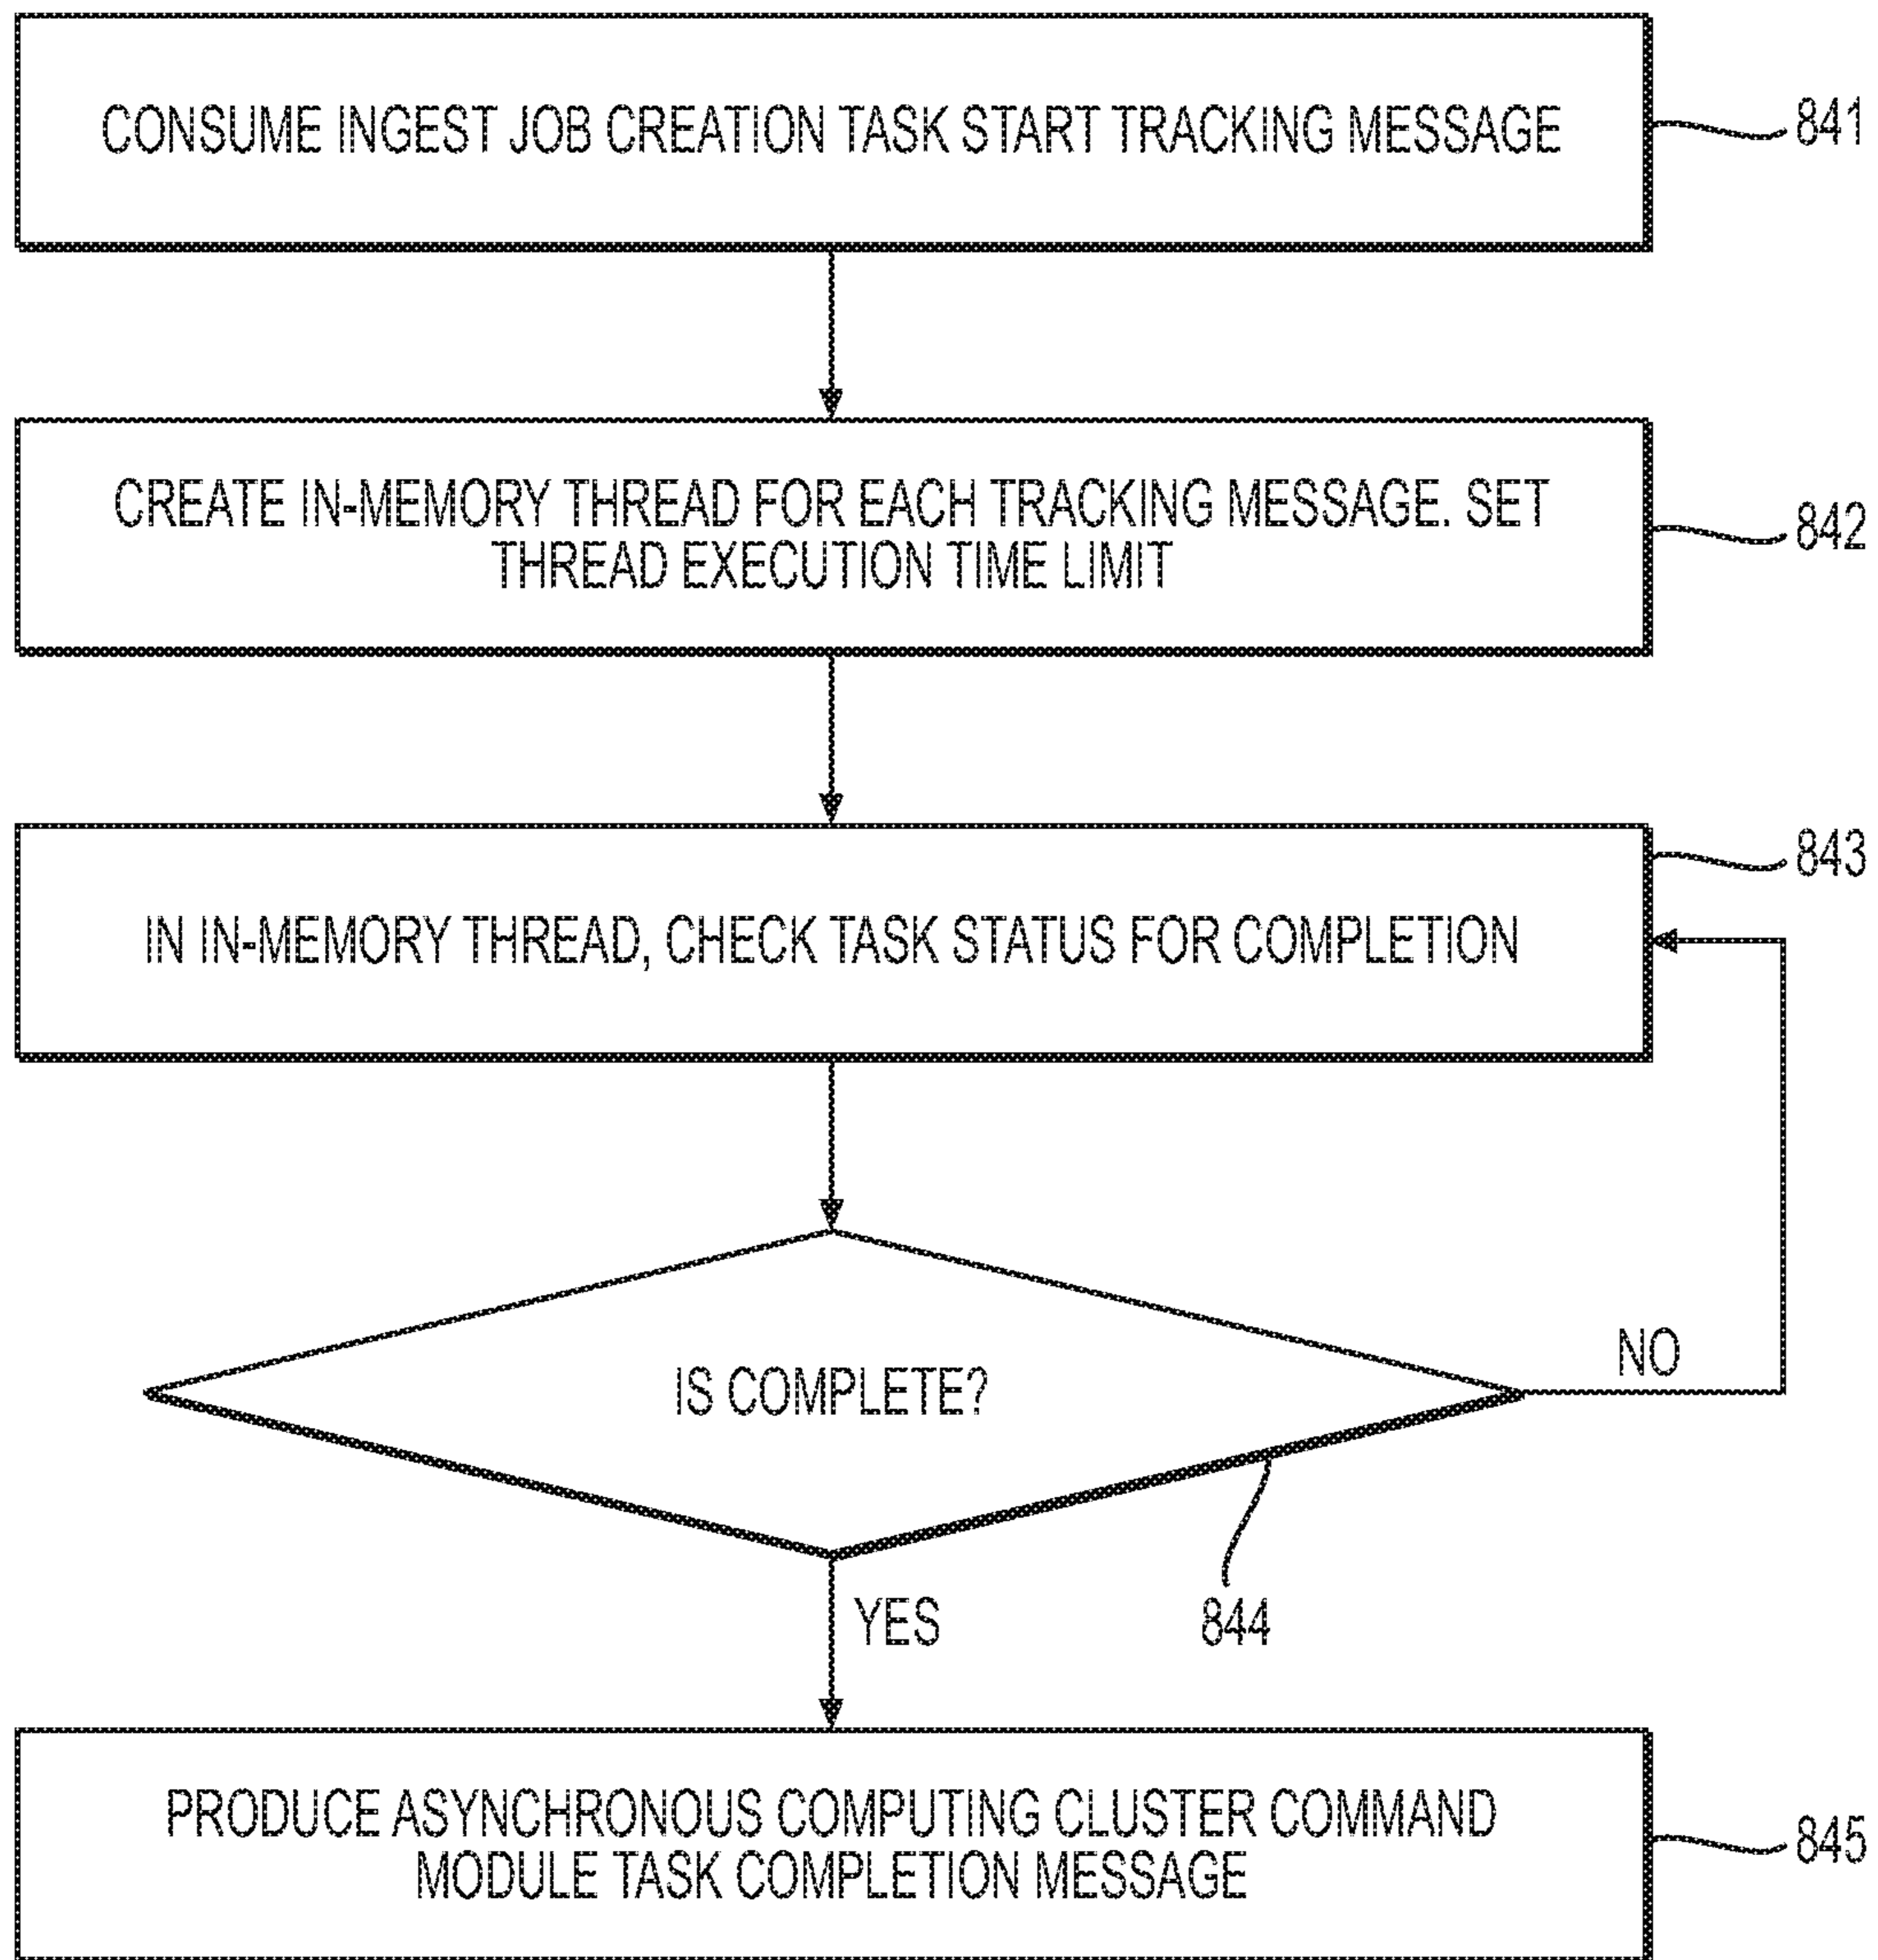 CONSUME INGEST JOB CREATION TASK START TRACKING MESSAGE
841
CREATE IN-MEMORY THREAD FOR EACH TRACKING MESSAGE. SET
THREAD EXECUTION TIME LIMIT
842
843
IN IN-MEMORY THREAD, CHECK TASK STATUS FOR COMPLETION
NO
IS COMPLETE?
YES
844
PRODUCE ASYNCHRONOUS COMPUTING CLUSTER COMMAND
MODULE TASK COMPLETION MESSAGE
845